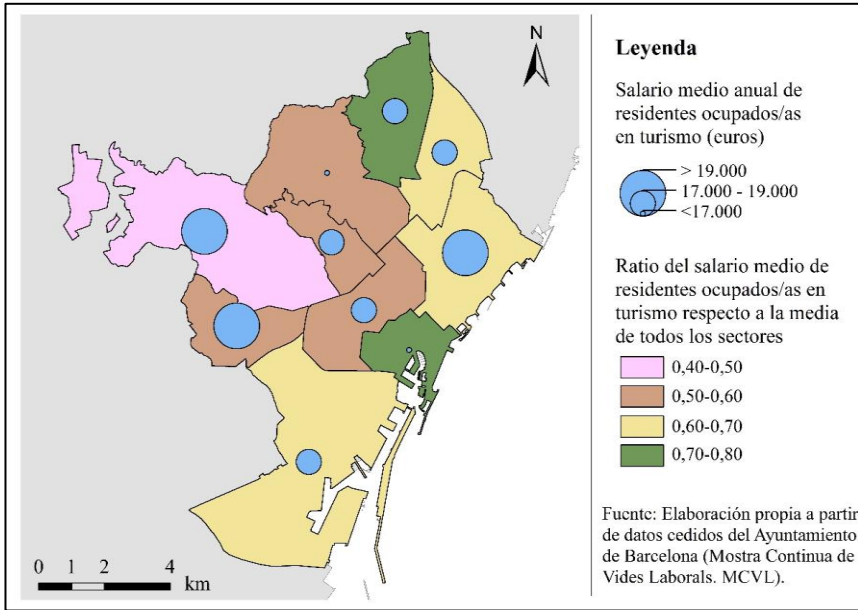 N
Leyenda
Salario medio anual de
residentes ocupados/as
en turismo (euros)
> 19.000
17.000 - 19.000
<17.000
Ratio del salario medio de
residentes ocupados/as en
turismo respecto a la media
de todos los sectores
0,40-0,50
0,50-0,60
0,60-0,70
0,70-0,80
Fuente: Elaboración propia a partir
de datos cedidos del Ayuntamiento
de Barcelona (Mostra Continua de
Vides Laborals. MCVL).
0 1 2 4
km